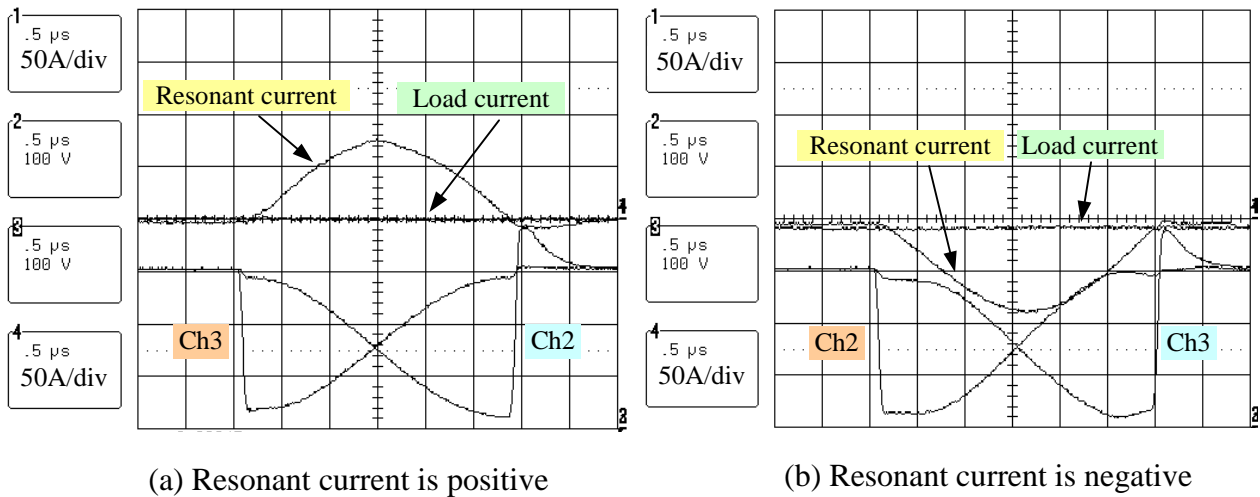 1
.5 µs
50A/div
2
.5 µs
100 V
3
.5 µs
100 V
4
.5 µs
50A/div
Resonant current
Load current
Ch3
Ch2
(a) Resonant current is positive
1
.5 µs
50A/div
2
.5 µs
100 V
3
.5 µs
100 V
4
.5 µs
50A/div
Resonant current
Load current
Ch2
Ch3
(b) Resonant current is negative